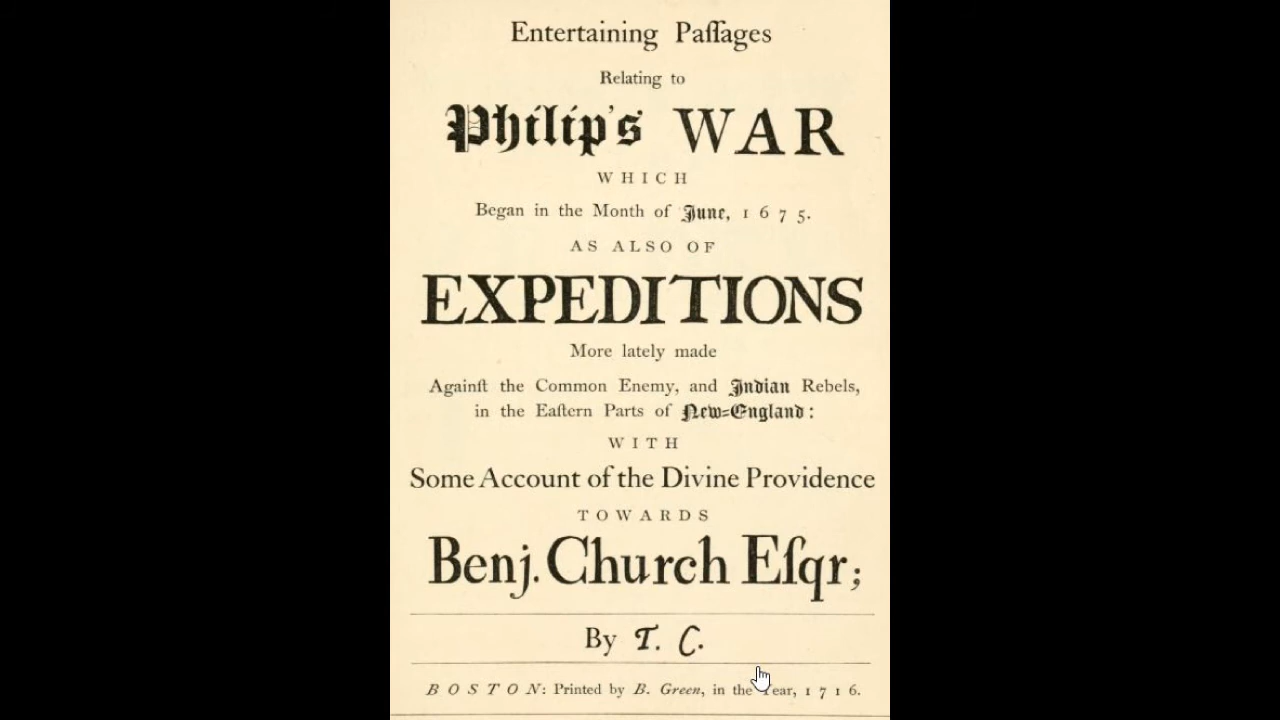 Entertaining Paſſages
Relating to
Philip's WAR
WHICH
Began in the Month of June, 1675.
AS ALSO OF
EXPEDITIONS
More lately made
Againſt the Common Enemy, and Indian Rebels,
in the Eaſtern Parts of New-England:
WITH
Some Account of the Divine Providence
TOWARDS
Benj. Church Eſqr;
By T. C.
BOSTON: Printed by B. Green, in the Year, 1716.